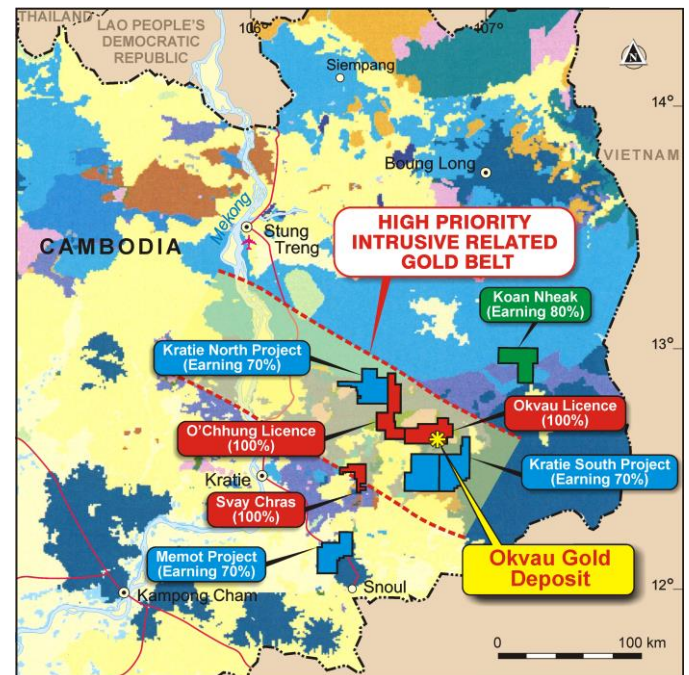 THAILAND
LAO PEOPLE'S
DEMOCRATIC
REPUBLIC
106
107
Siempang
14°
Boung Long
VIETNAM
Mekong
Stung
Treng
CAMBODIA
HIGH PRIORITY
INTRUSIVE RELATED
GOLD BELT
Koan Nheak
(Earning 80%)
13°
Kratie North Project
(Earning 70%)
O'Chhung Licence
(100%)
Okvau Licence
(100%)
Kratie
Kratie South Project
(Earning 70%)
Svay Chras
(100%)
Memot Project
(Earning 70%)
Okvau Gold
Deposit
Snoul
12°
Kampong Cham
0
100 km